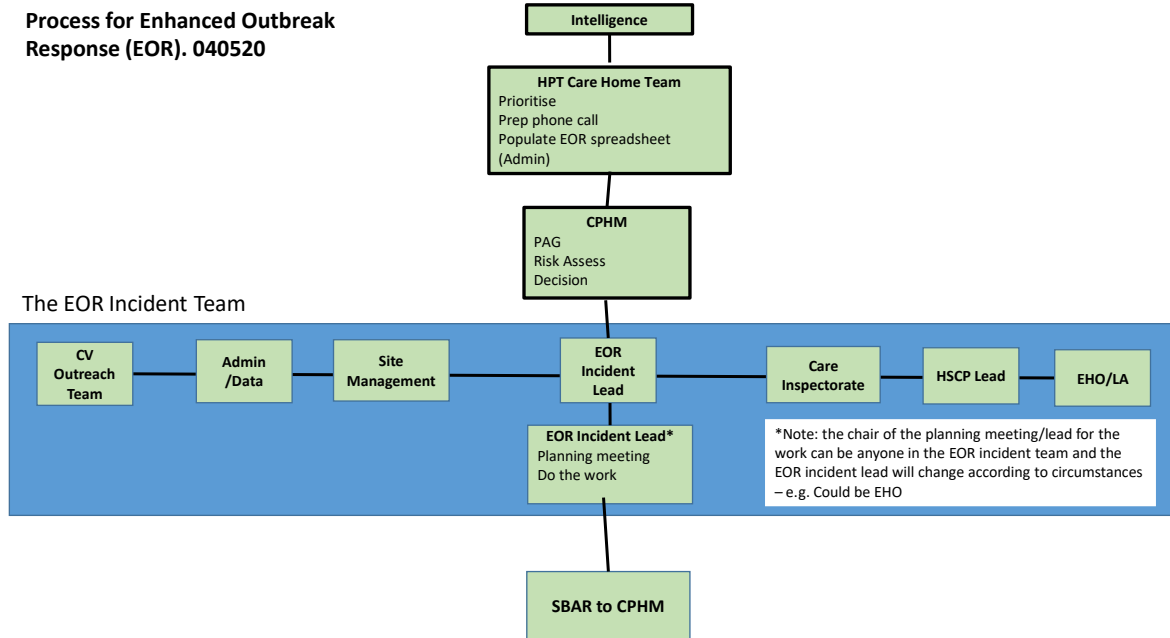 Process for Enhanced Outbreak
Response (EOR). 040520
Intelligence
HPT Care Home Team
Prioritise
Prep phone call
Populate EOR spreadsheet
(Admin)
CPHM
PAG
Risk Assess
Decision
The EOR Incident Team
CV
Outreach
Team
Admin
/Data
Site
Management
EOR
Incident
Lead
Care
Inspectorate
HSCP Lead
EHO/LA
EOR Incident Lead*
Planning meeting
Do the work
*Note: the chair of the planning meeting/lead for the
work can be anyone in the EOR incident team and the
EOR incident lead will change according to circumstances
– e.g. Could be EHO
SBAR to CPHM